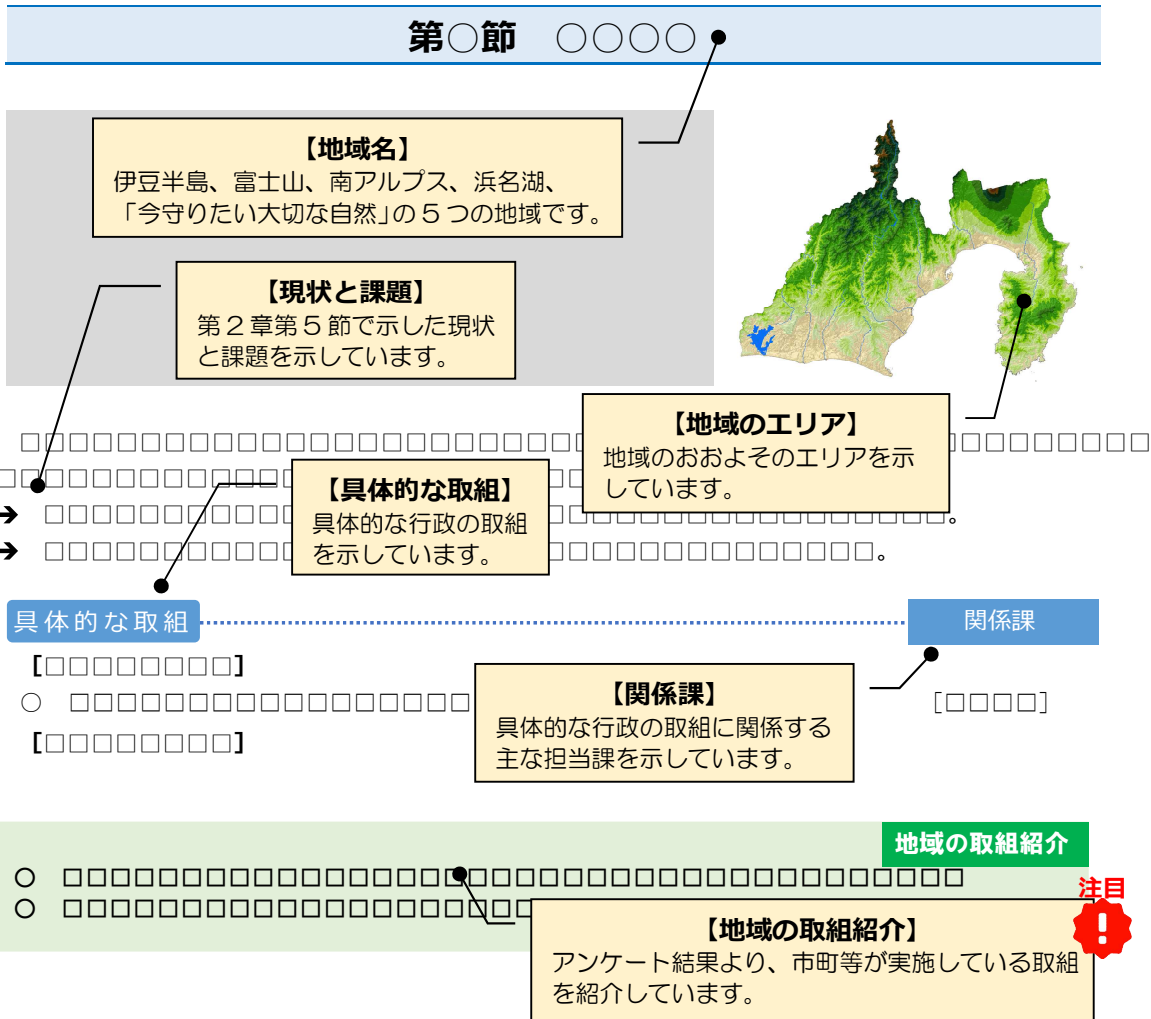 第○節　○○○○
【地域名】
伊豆半島、富士山、南アルプス、浜名湖、
「今守りたい大切な自然」の５つの地域です。
【現状と課題】
第２章第５節で示した現状
と課題を示しています。
【地域のエリア】
地域のおおよそのエリアを示
しています。
□□□□□□□□□□□□□□□□□□□□□□□ □□□□□□□□
□□□□□□□□□□□□
【具体的な取組】
具体的な行政の取組
を示しています。
➔ □□□□□□□□□□ □□□□□□□□□□□□□□□□。
➔ □□□□□□□□□□ □□□□□□□□□□□□□。
具体的な取組
関係課
[□□□□□□□□]
○ □□□□□□□□□□□□□□□□□ [□□□□]
[□□□□□□□□]
【関係課】
具体的な行政の取組に関係する
主な担当課を示しています。
地域の取組紹介
○ □□□□□□□□□□□□□□□□□□□□□□□□□□□□□□□□□□□□□□
○ □□□□□□□□□□□□□□□□□□□□
注目
【地域の取組紹介】
アンケート結果より、市町等が実施している取組
を紹介しています。